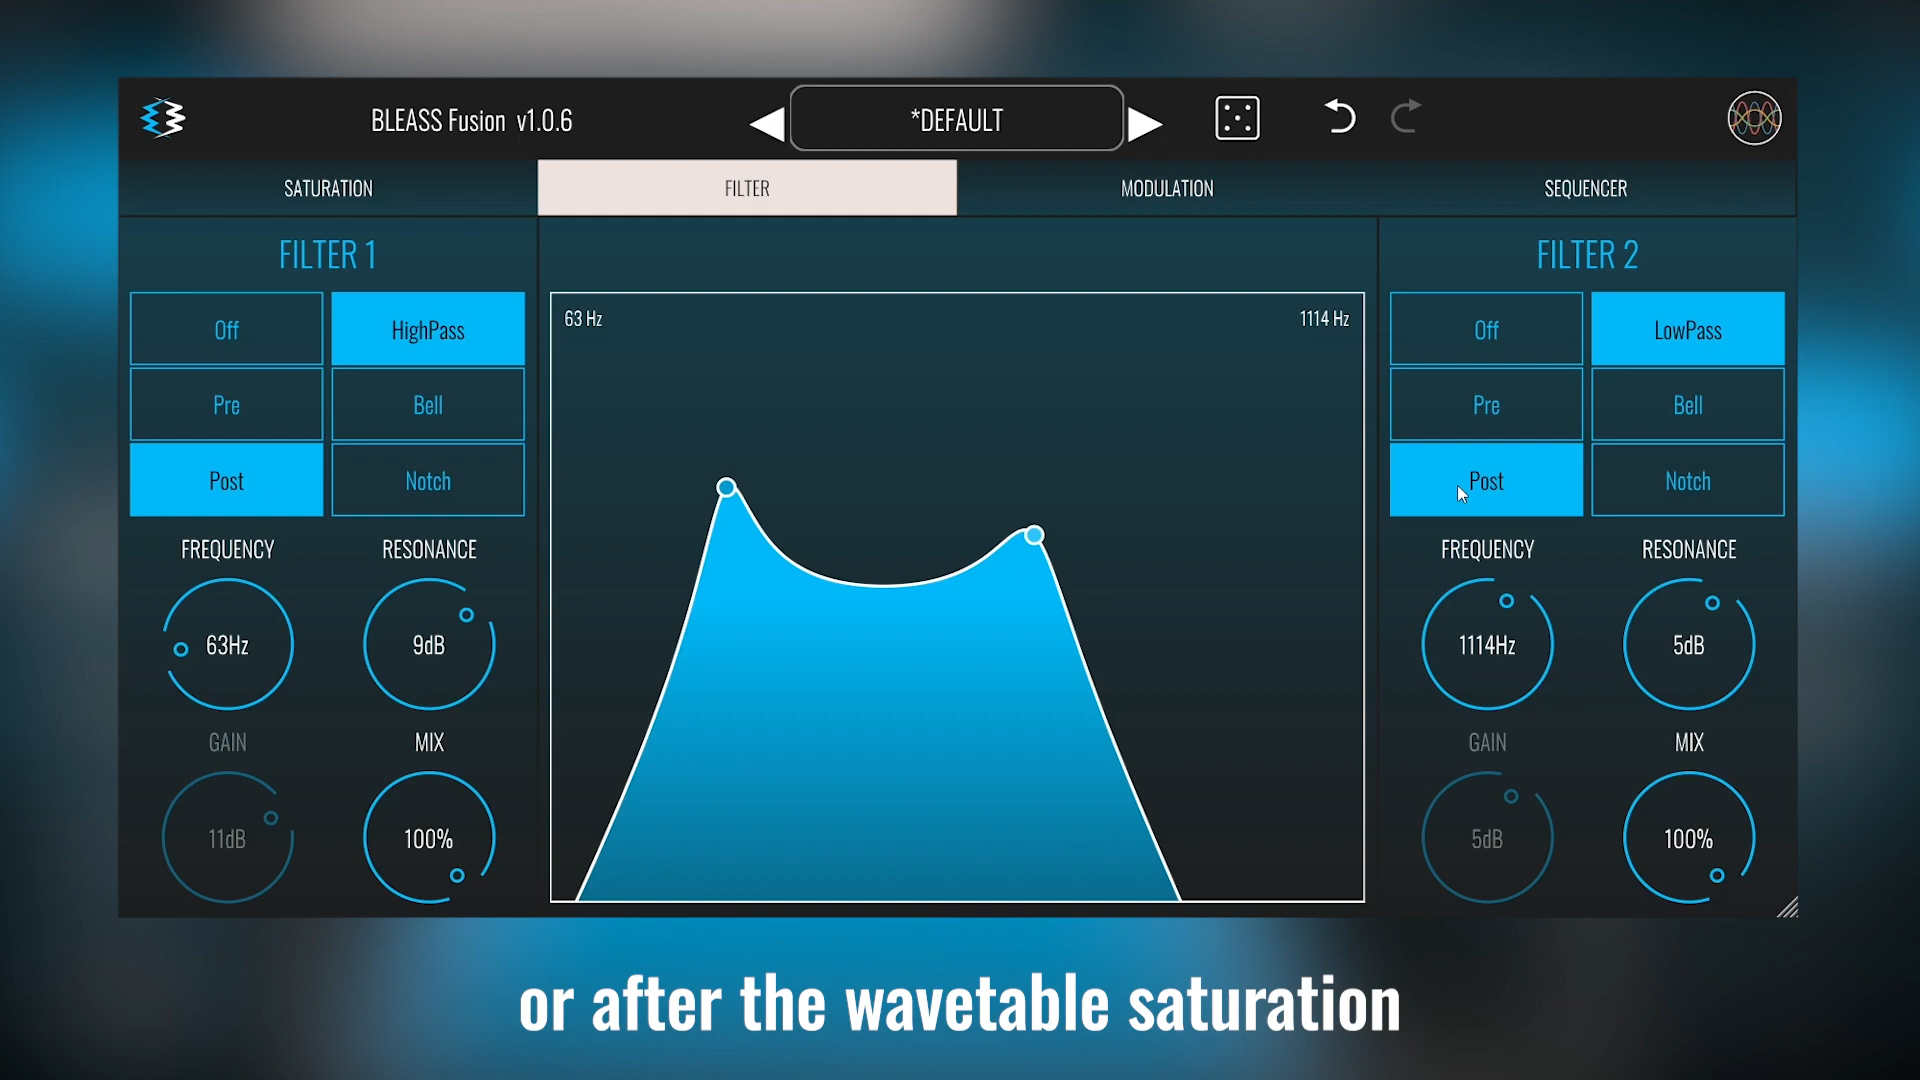 BLEASS Fusion v1.0.6
*DEFAULT
SATURATION
FILTER
MODULATION
SEQUENCER
FILTER 1
Off
HighPass
Pre
Bell
Post
Notch
FREQUENCY
RESONANCE
63Hz
9dB
GAIN
MIX
11dB
100%
63 Hz
1114 Hz
FILTER 2
Off
LowPass
Pre
Bell
Post
Notch
FREQUENCY
RESONANCE
1114Hz
5dB
GAIN
MIX
5dB
100%
or after the wavetable saturation